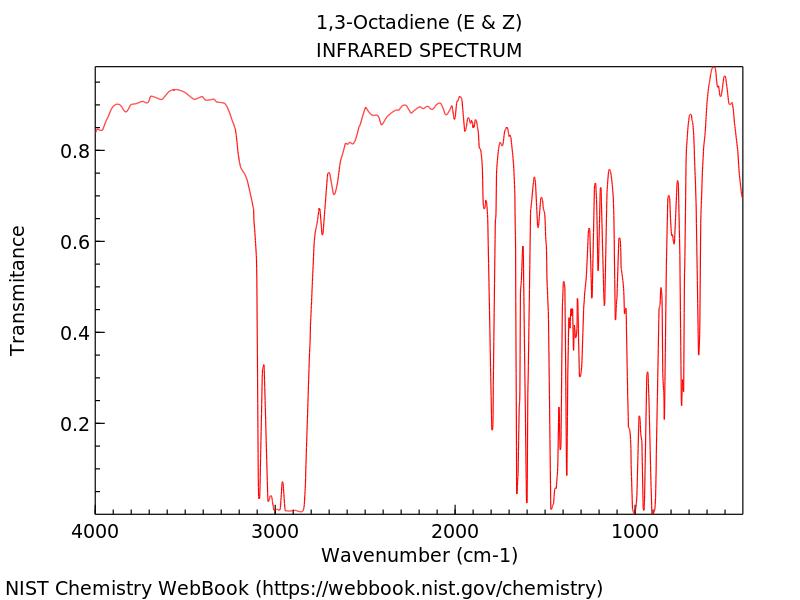 1,3-Octadiene (E & Z)
INFRARED SPECTRUM
0.8
0.6
0.4
0.2
Transmitance
4000 3000 2000 1000
Wavenumber (cm-1)
NIST Chemistry WebBook (https://webbook.nist.gov/chemistry)